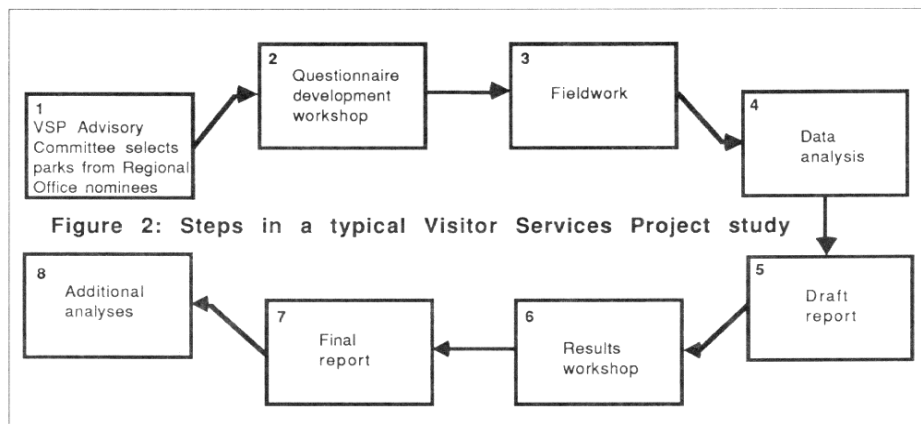 1
VSP Advisory
Committee selects
parks from Regional
Office nominees
2
Questionnaire
development
workshop
3
Fieldwork
4
Data
analysis
Figure 2: Steps in a typical Visitor Services Project study
5
Draft
report
6
Results
workshop
7
Final
report
8
Additional
analyses